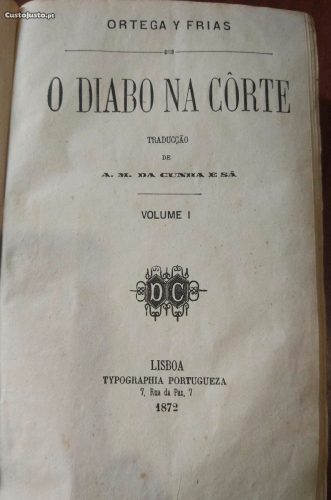 CustoJusto.pt
ORTEGA Y FRIAS
O DIABO NA CÔRTE
TRADUCÇÃO
DE
A. M. DA CUNHA E SÁ
VOLUME I
DC
LISBOA
TYPOGRAPHIA PORTUGUEZA
7, Rua da Paz, 7
1872